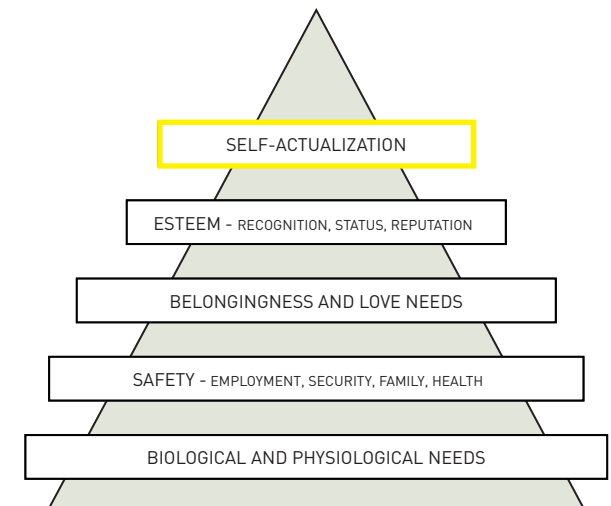 SELF-ACTUALIZATION
ESTEEM - RECOGNITION, STATUS, REPUTATION
BELONGINGNESS AND LOVE NEEDS
SAFETY - EMPLOYMENT, SECURITY, FAMILY, HEALTH
BIOLOGICAL AND PHYSIOLOGICAL NEEDS